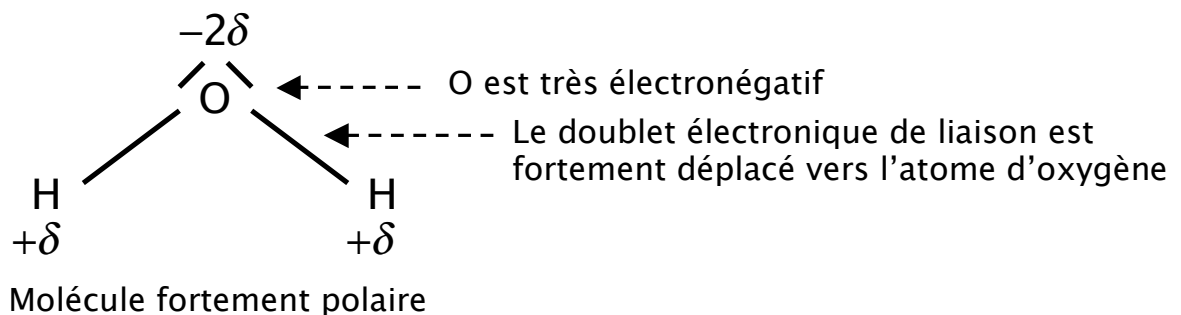 −2δ
O
O est très électronégatif
Le doublet électronique de liaison est
fortement déplacé vers l’atome d’oxygène
H H
+δ +δ
Molécule fortement polaire